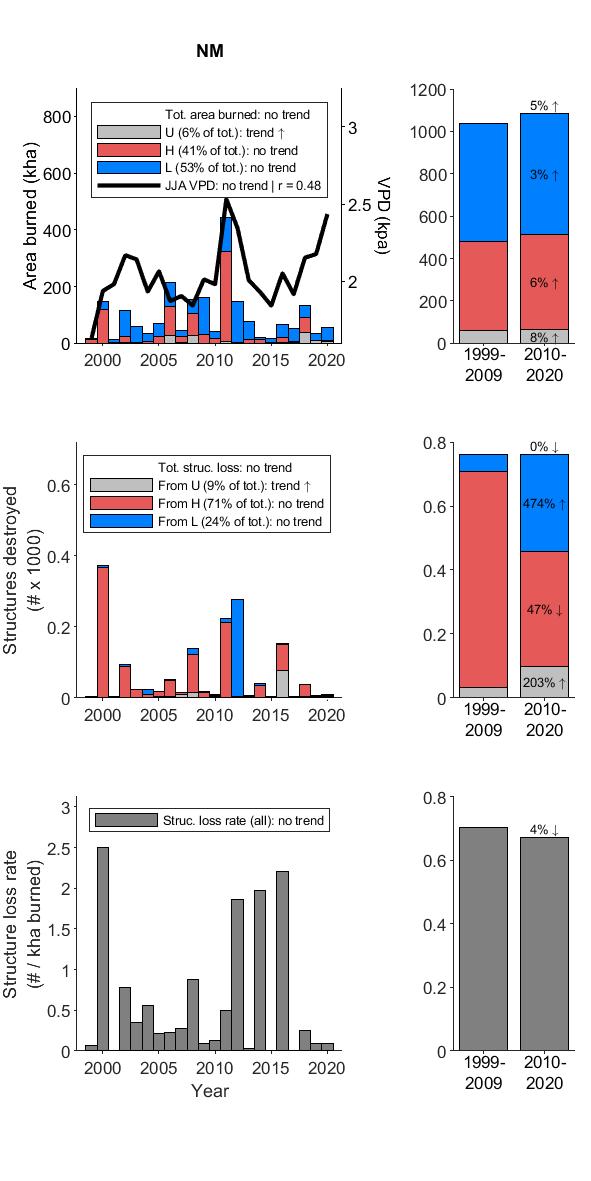 NM
Area burned (kha)
800
600
400
200
0
Tot. area burned: no trend
U (6% of tot.): trend ↑
H (41% of tot.): no trend
L (53% of tot.): no trend
JJA VPD: no trend | r = 0.48
3
2.5
2
VPD (kpa)
2000 2005 2010 2015 2020
1200
1000
800
600
400
200
0
5% ↑
3% ↑
6% ↑
8% ↑
1999- 2010-
2009 2020
Structures destroyed
(# x 1000)
0.6
0.4
0.2
0
Tot. struc. loss: no trend
From U (9% of tot.): trend ↑
From H (71% of tot.): no trend
From L (24% of tot.): no trend
2000 2005 2010 2015 2020
0.8
0.6
0.4
0.2
0
0% ↓
474% ↑
47% ↓
203% ↑
1999- 2010-
2009 2020
Structure loss rate
(# / kha burned)
3
2.5
2
1.5
1
0.5
0
Struc. loss rate (all): no trend
2000 2005 2010 2015 2020
Year
0.8
0.6
0.4
0.2
0
4% ↓
1999- 2010-
2009 2020